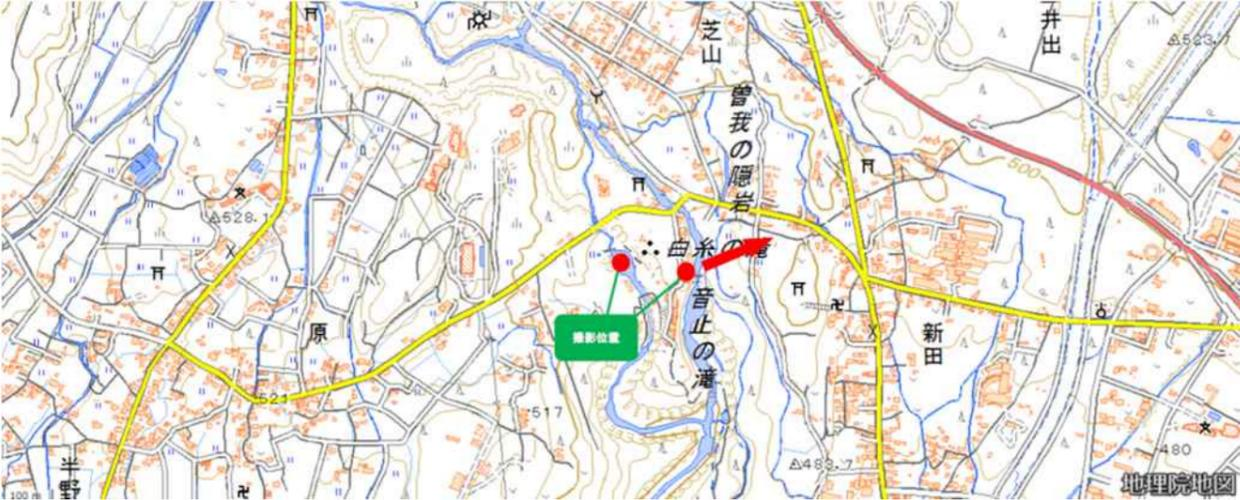 芝山
井出
523.7
曽我の隠岩
528.1
500
白糸の滝
撮影位置
音止の滝
原
新田
521
517
480
483.7
半野
100 m
地理院地図